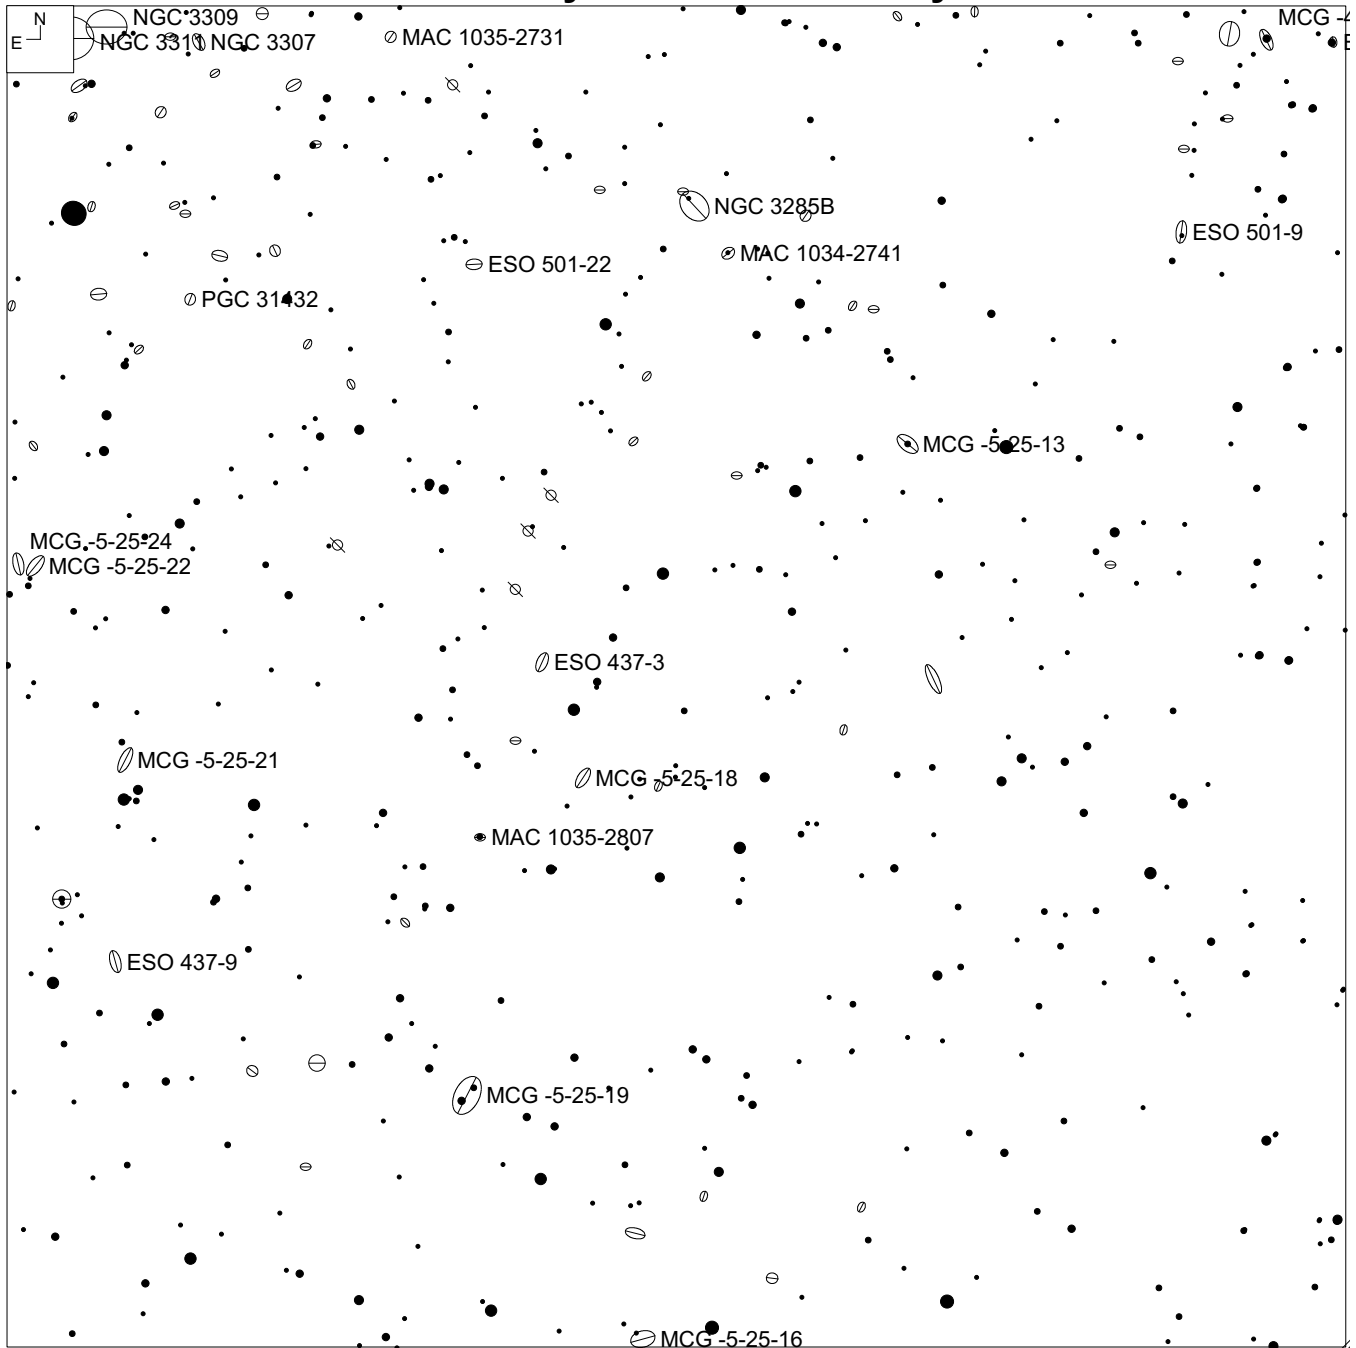 N
E
NGC 3309
NGC 3311
NGC 3307
MAC 1035-2731
MCG -4
NGC 3285B
ESO 501-9
MAC 1034-2741
ESO 501-22
PGC 31432
MCG -5-25-13
MCG -5-25-24
MCG -5-25-22
ESO 437-3
MCG -5-25-21
MCG -5-25-18
MAC 1035-2807
ESO 437-9
MCG -5-25-19
MCG -5-25-16